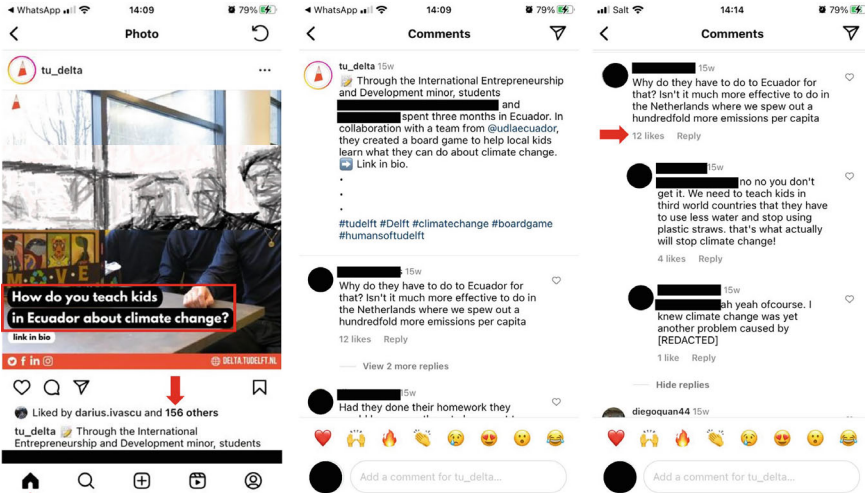 WhatsApp 14:09 79%
Photo
tu_delta
M·O·V·E
How do you teach kids
in Ecuador about climate change?
link in bio
DELTA.TUDELFT.NL
Liked by darius.ivascu and 156 others
tu_delta 📝 Through the International
Entrepreneurship and Development minor, students
WhatsApp 14:09 79%
Comments
tu_delta 15w
📝 Through the International Entrepreneurship
and Development minor, students
and
spent three months in Ecuador. In
collaboration with a team from @udlaecuador,
they created a board game to help local kids
learn what they can do about climate change.
➡️ Link in bio.
.
.
.
#tudelft #Delft #climatechange #boardgame
#humansoftudelft
15w
Why do they have to do to Ecuador for
that? Isn't it much more effective to do in
the Netherlands where we spew out a
hundredfold more emissions per capita
12 likes Reply
View 2 more replies
15w
Had they done their homework they
Add a comment for tu_delta...
Salt 14:14 79%
Comments
15w
Why do they have to do to Ecuador for
that? Isn't it much more effective to do in
the Netherlands where we spew out a
hundredfold more emissions per capita
12 likes Reply
15w
no no you don't
get it. We need to teach kids in
third world countries that they have
to use less water and stop using
plastic straws. that's what actually
will stop climate change!
4 likes Reply
15w
ah yeah ofcourse. I
knew climate change was yet
another problem caused by
[REDACTED]
1 like Reply
Hide replies
diegoquan44 15w
Add a comment for tu_delta...